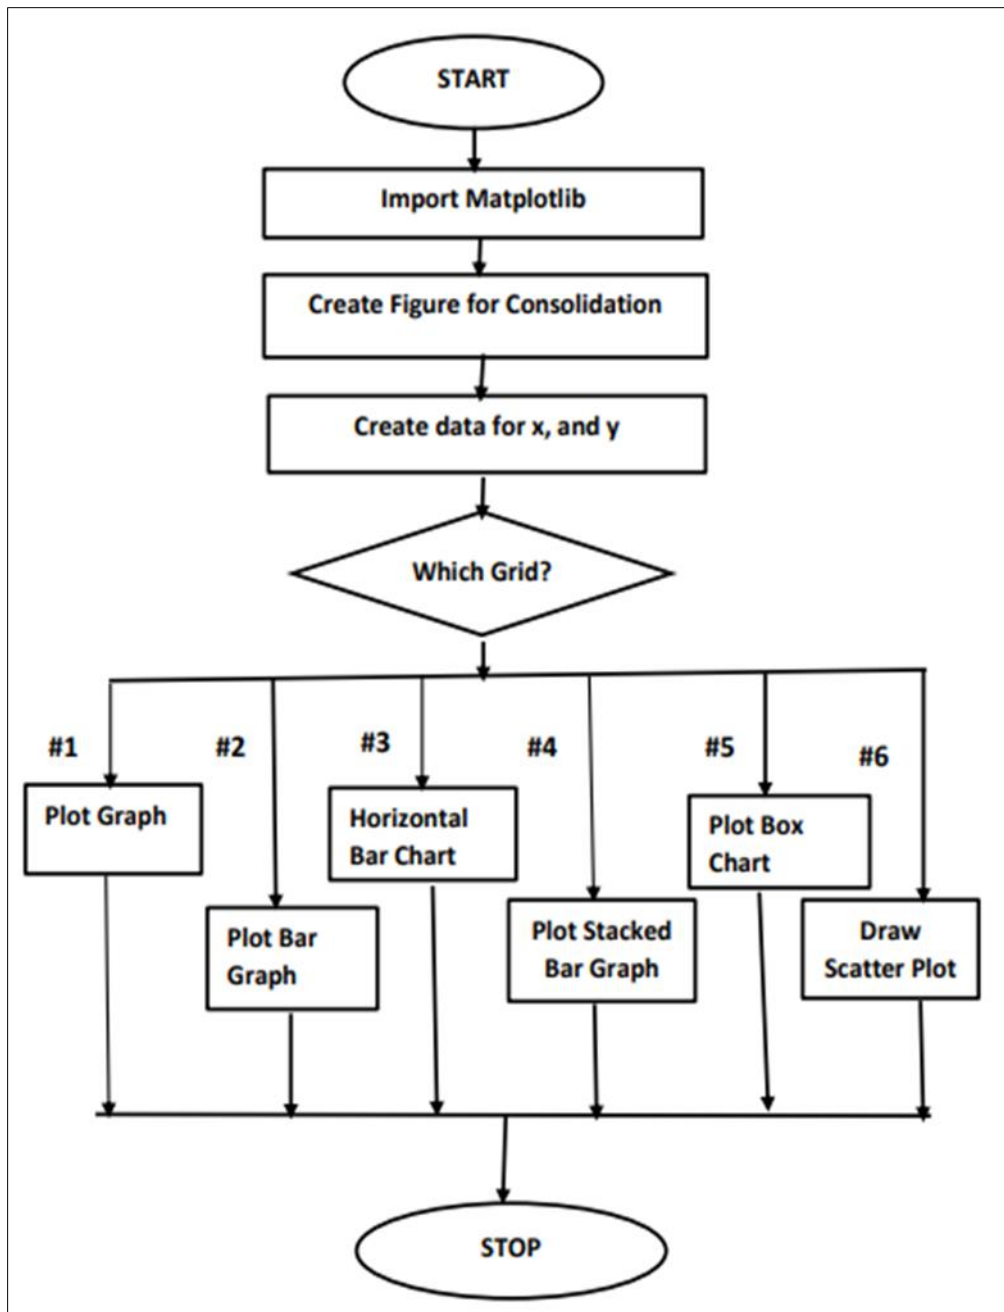 START
Import Matplotlib
Create Figure for Consolidation
Create data for x, and y
Which Grid?
#1
#2
#3
#4
#5
#6
Plot Graph
Plot Bar
Graph
Horizontal
Bar Chart
Plot Stacked
Bar Graph
Plot Box
Chart
Draw
Scatter Plot
STOP